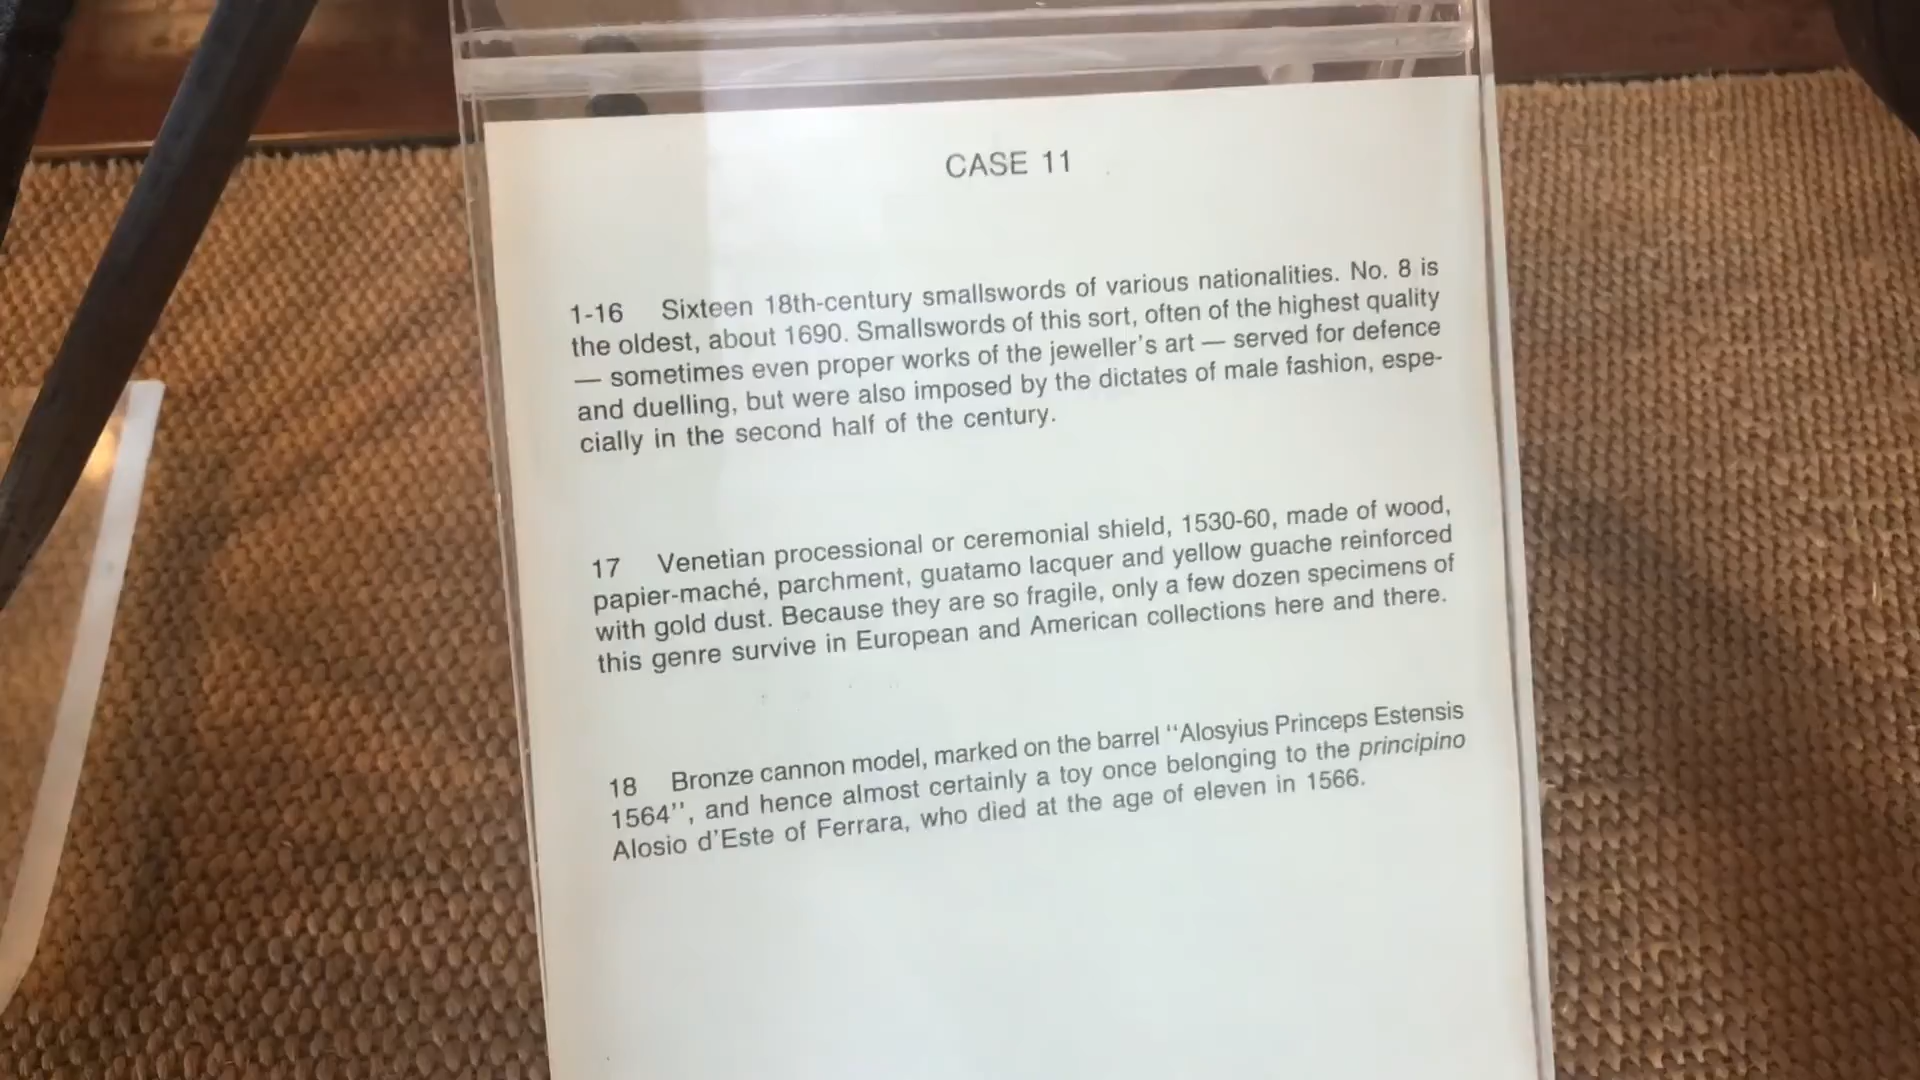 CASE 11
1-16 Sixteen 18th-century smallswords of various nationalities. No. 8 is
the oldest, about 1690. Smallswords of this sort, often of the highest quality
— sometimes even proper works of the jeweller's art — served for defence
and duelling, but were also imposed by the dictates of male fashion, espe-
cially in the second half of the century.
17 Venetian processional or ceremonial shield, 1530-60, made of wood,
papier-maché, parchment, guatamo lacquer and yellow guache reinforced
with gold dust. Because they are so fragile, only a few dozen specimens of
this genre survive in European and American collections here and there.
18 Bronze cannon model, marked on the barrel ''Alosyius Princeps Estensis
1564'', and hence almost certainly a toy once belonging to the principino
Alosio d'Este of Ferrara, who died at the age of eleven in 1566.